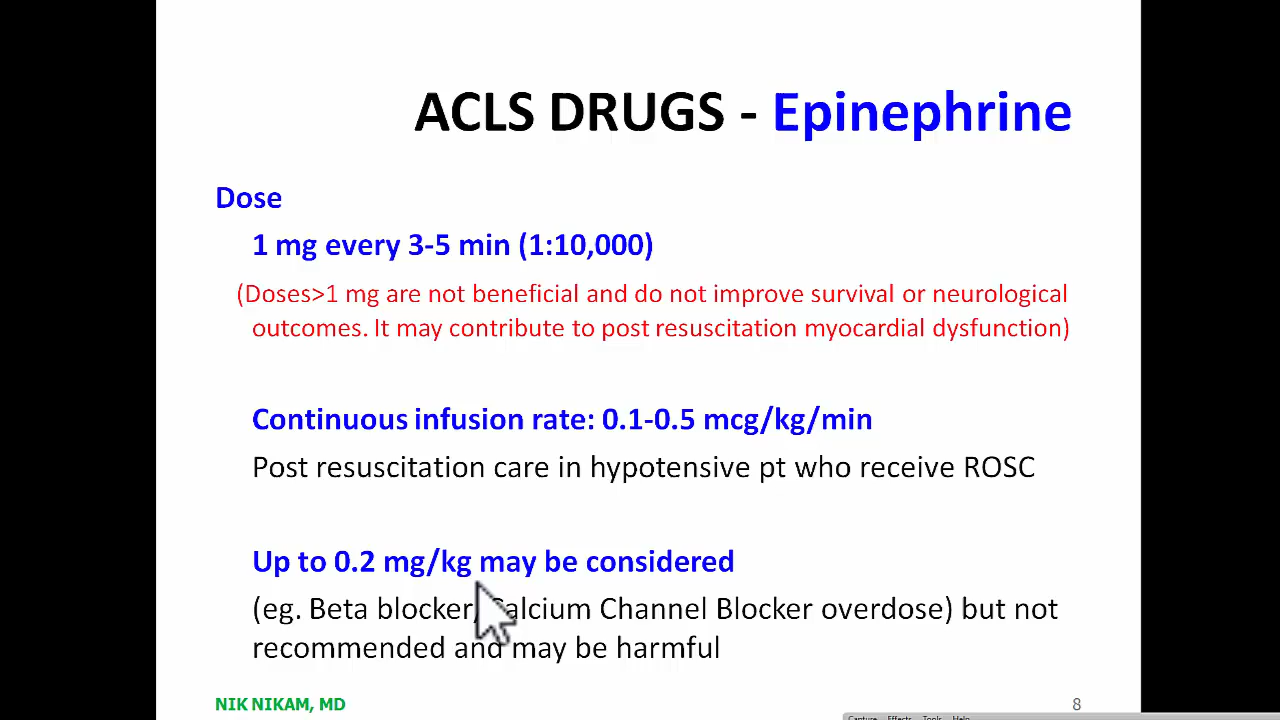 ACLS DRUGS - Epinephrine
Dose
1 mg every 3-5 min (1:10,000)
(Doses>1 mg are not beneficial and do not improve survival or neurological
outcomes. It may contribute to post resuscitation myocardial dysfunction)
Continuous infusion rate: 0.1-0.5 mcg/kg/min
Post resuscitation care in hypotensive pt who receive ROSC
Up to 0.2 mg/kg may be considered
(eg. Beta blocker/Calcium Channel Blocker overdose) but not
recommended and may be harmful
NIK NIKAM, MD
8
Capture Effects Tools Help